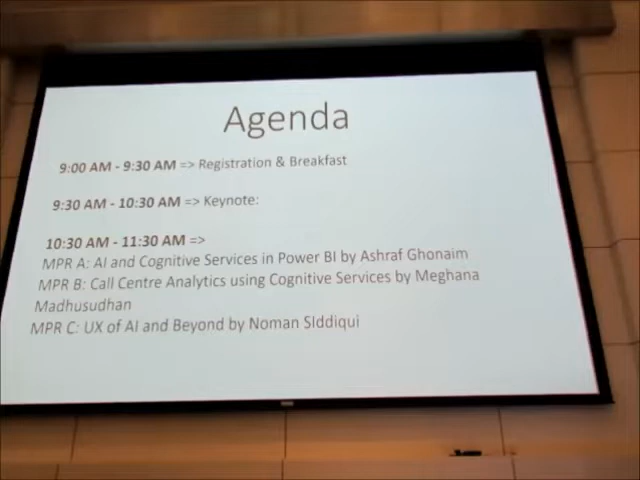 Agenda
9:00 AM - 9:30 AM => Registration & Breakfast
9:30 AM - 10:30 AM => Keynote:
10:30 AM - 11:30 AM =>
MPR A: AI and Cognitive Services in Power BI by Ashraf Ghonaim
MPR B: Call Centre Analytics using Cognitive Services by Meghana
Madhusudhan
MPR C: UX of AI and Beyond by Noman SIddiqui